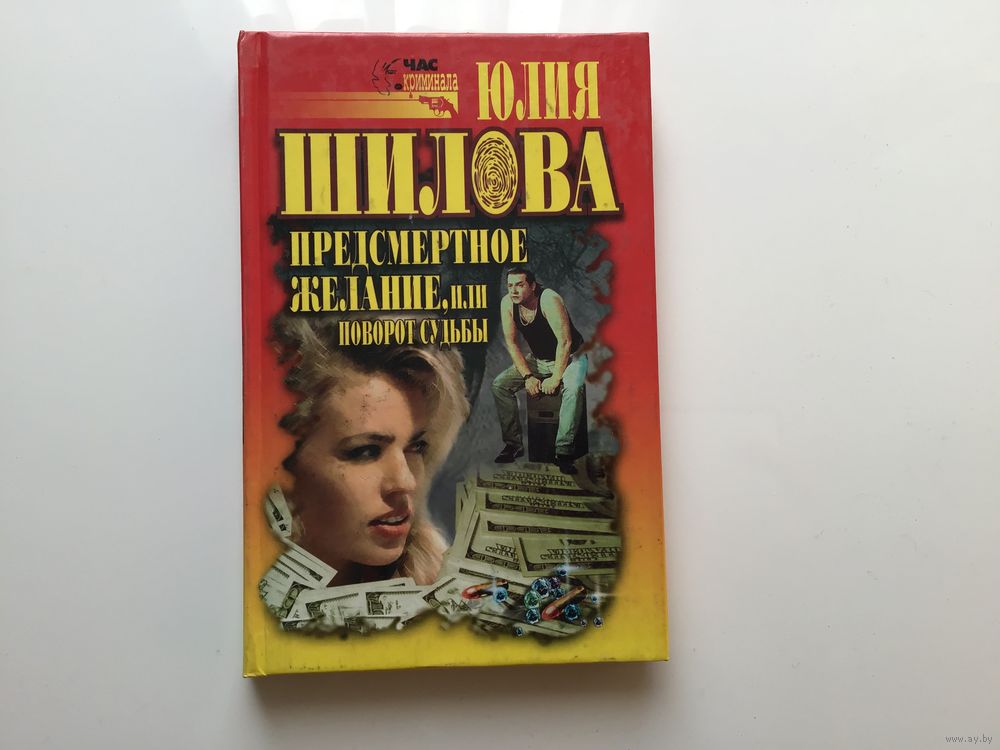 ЧАС
криминала
ЮЛИЯ
ШИЛОВА
ПРЕДСМЕРТНОЕ
ЖЕЛАНИЕ, ИЛИ
ПОВОРОТ СУДЬБЫ
www.ay.by